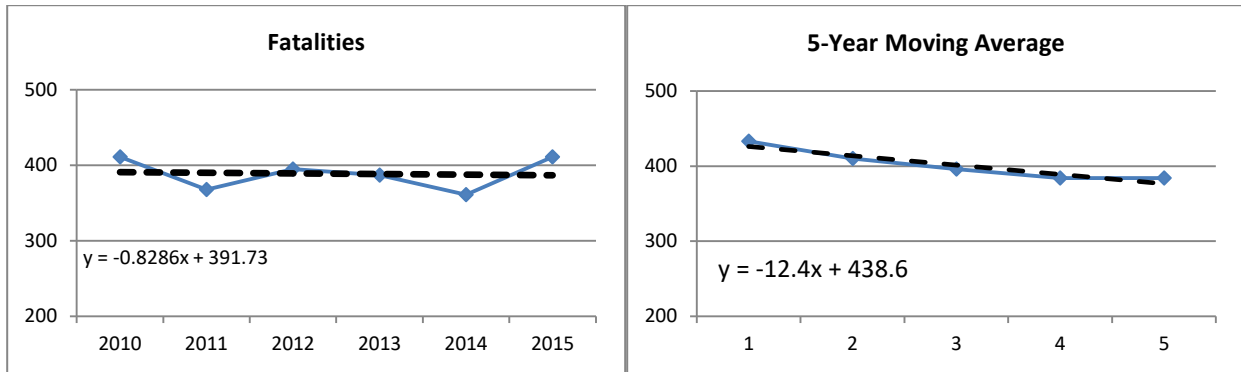 Fatalities
500
400
300
200
y = -0.8286x + 391.73
2010 2011 2012 2013 2014 2015
5-Year Moving Average
500
400
300
200
y = -12.4x + 438.6
1 2 3 4 5